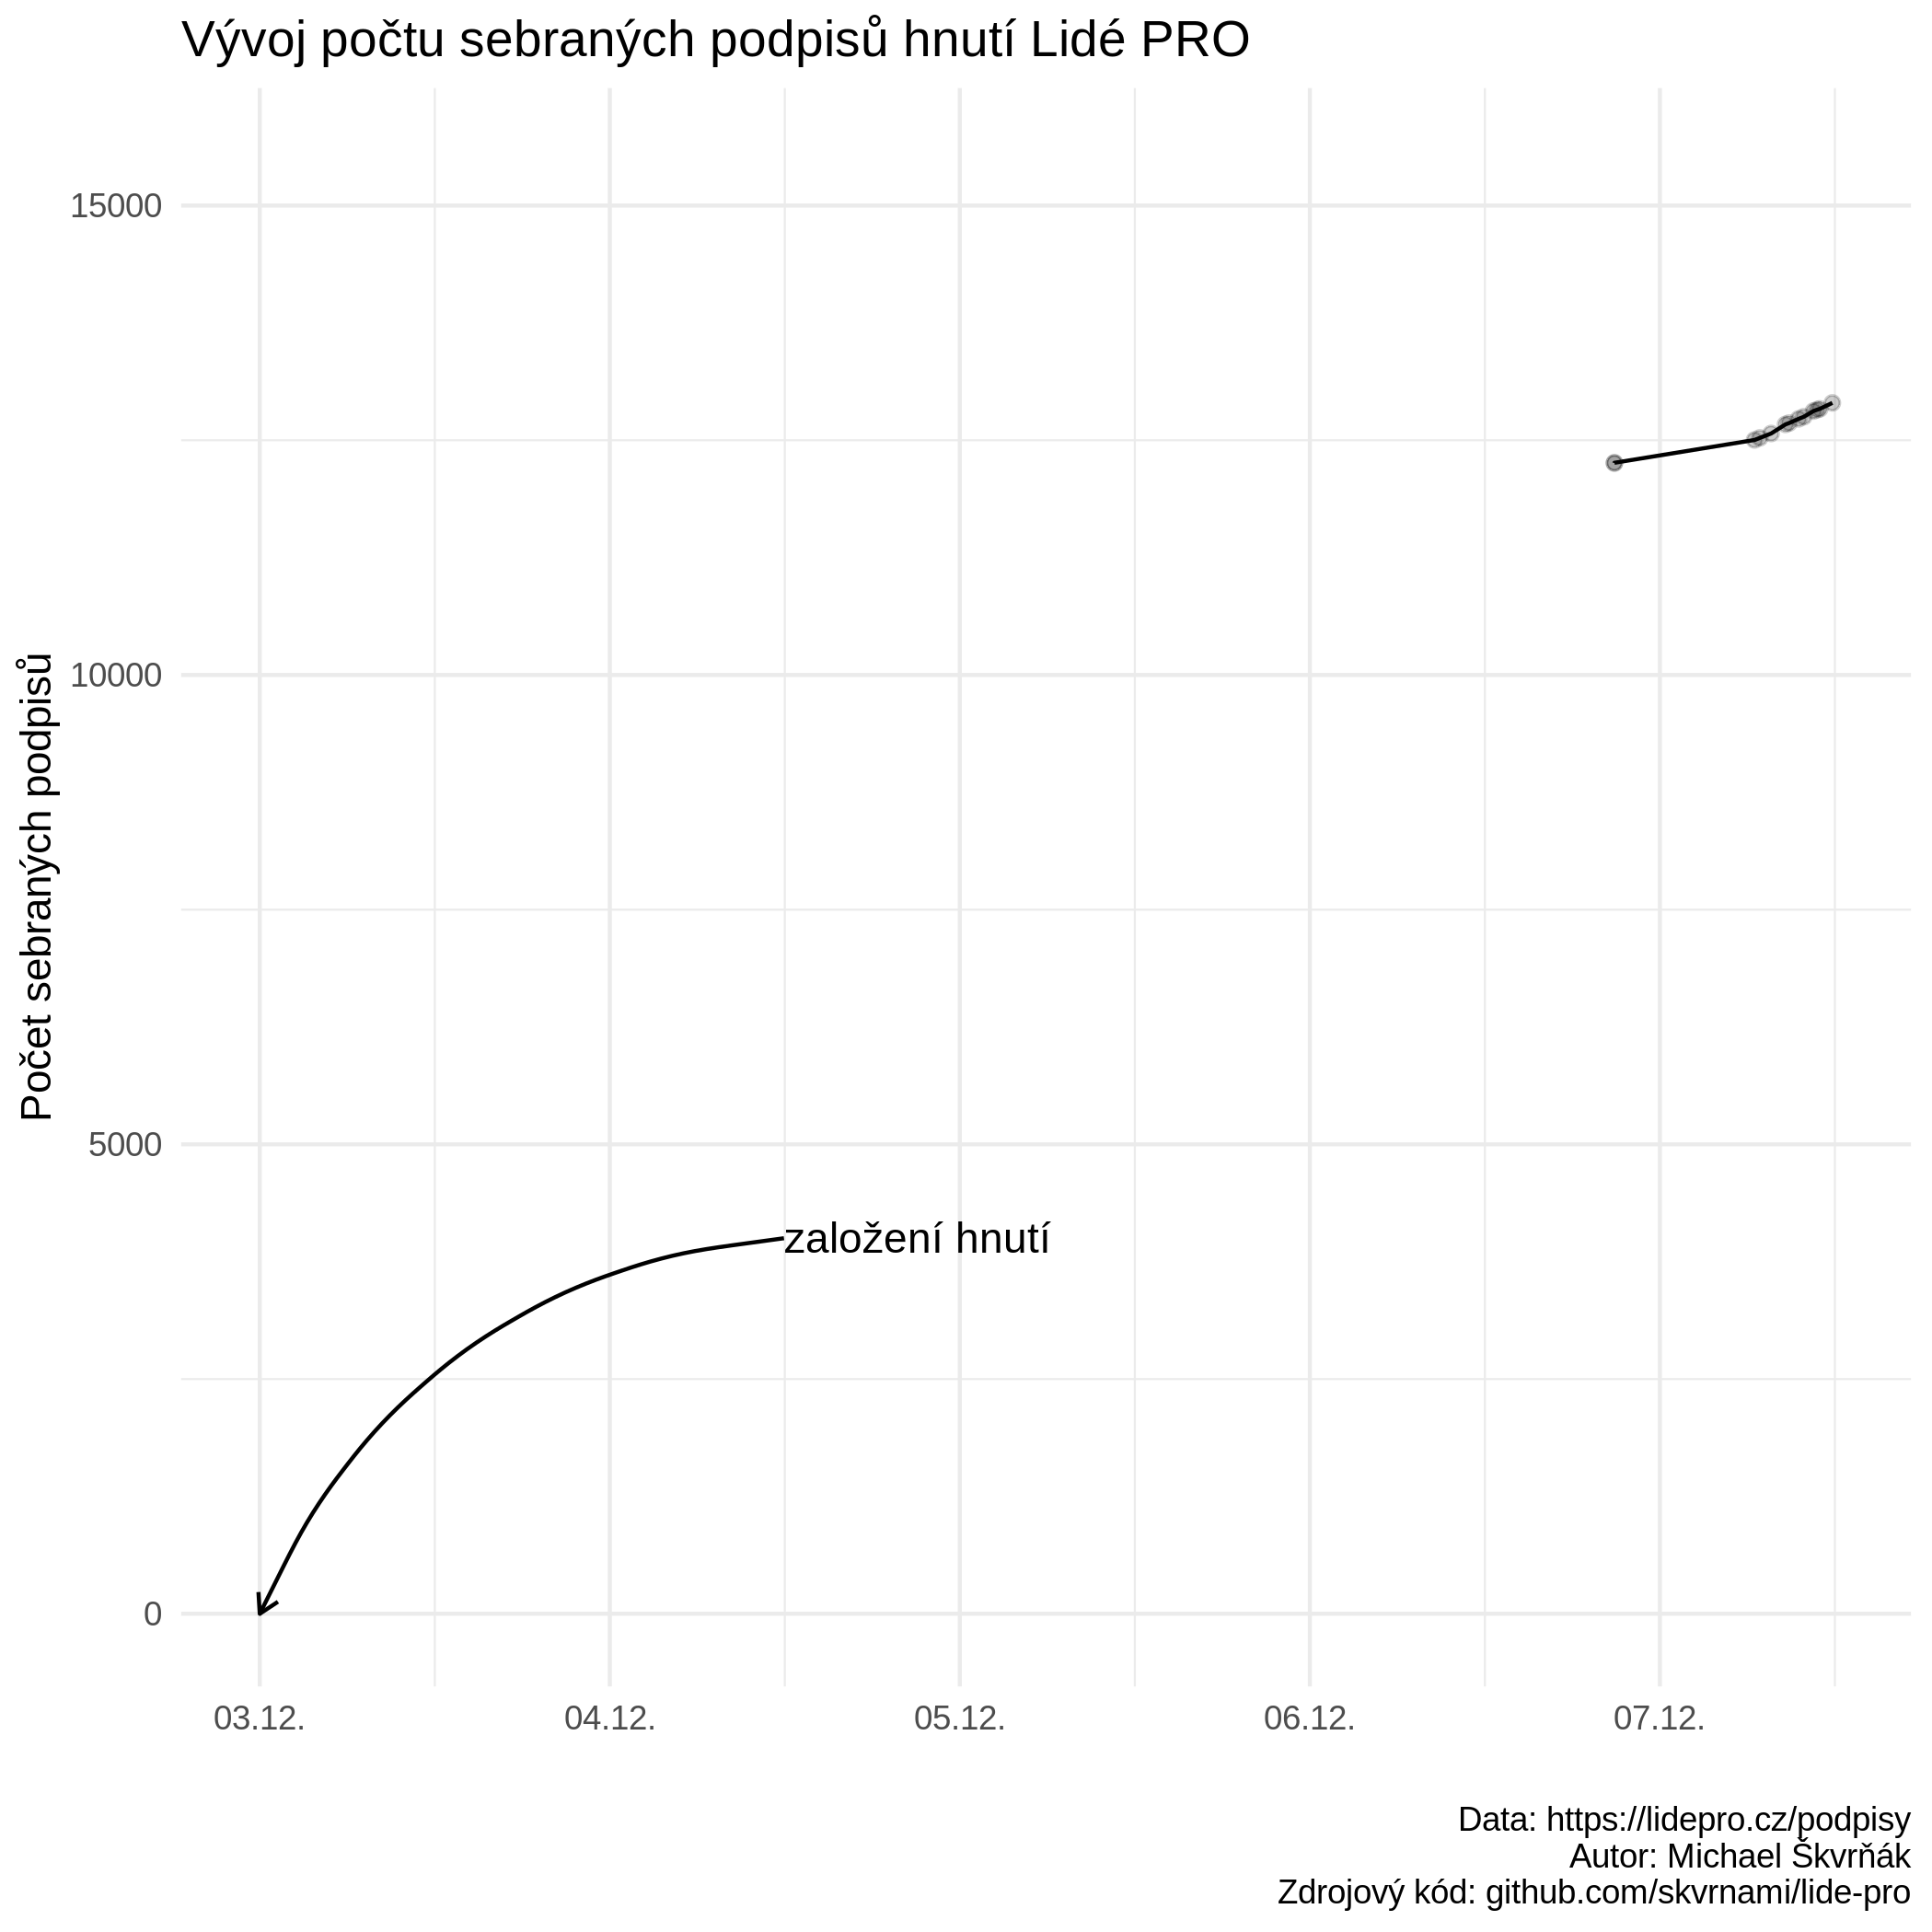 Vývoj počtu sebraných podpisů hnutí Lidé PRO
Počet sebraných podpisů
15000
10000
5000
0
založení hnutí
03.12.
04.12.
05.12.
06.12.
07.12.
Data: https://lidepro.cz/podpisy
Autor: Michael Škvrňák
Zdrojový kód: github.com/skvrnami/lide-pro